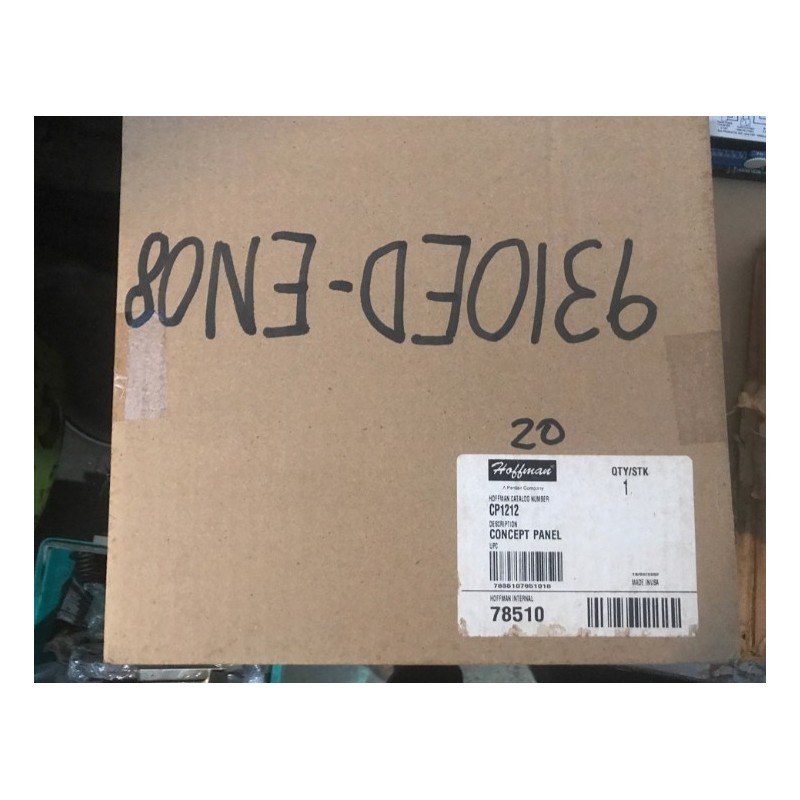 9310ED-EN08
20
Hoffman
A Pentair Company
QTY/STK
1
HOFFMAN CATALOG NUMBER
CP1212
DESCRIPTION
CONCEPT PANEL
UPC
MADE IN USA
HOFFMAN INTERNAL
78510